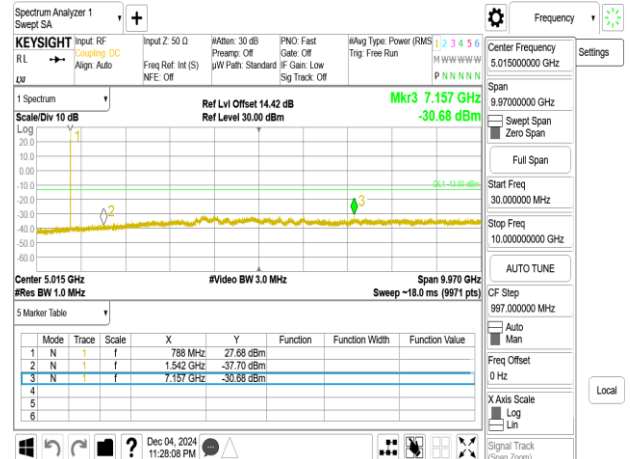 Spectrum Analyzer 1
Swept SA
+
Frequency
KEYSIGHT
RL
Input: RF
Coupling: DC
Align: Auto
Input Z: 50 Ω
Freq Ref: Int (S)
NFE: Off
#Atten: 30 dB
Preamp: Off
µW Path: Standard
PNO: Fast
Gate: Off
IF Gain: Low
Sig Track: Off
#Avg Type: Power (RMS
Trig: Free Run
1 2 3 4 5 6
M W W W W W
P N N N N N
1 Spectrum
Scale/Div 10 dB
Ref Lvl Offset 14.42 dB
Ref Level 30.00 dBm
Mkr3 7.157 GHz
-30.68 dBm
Log
20.0
10.0
0.00
-10.0
-20.0
-30.0
-40.0
-50.0
-60.0
1
2
3
DL1 -13.00 dBm
Center 5.015 GHz
#Res BW 1.0 MHz
#Video BW 3.0 MHz
Span 9.970 GHz
Sweep ~18.0 ms (9971 pts)
5 Marker Table
Mode Trace Scale X Y Function Function Width Function Value
1 N 1 f 788 MHz 27.68 dBm
2 N 1 f 1.542 GHz -37.70 dBm
3 N 1 f 7.157 GHz -30.68 dBm
4
5
6
?
Dec 04, 2024
11:28:08 PM
Center Frequency
5.015000000 GHz
Settings
Span
9.97000000 GHz
Swept Span
Zero Span
Full Span
Start Freq
30.000000 MHz
Stop Freq
10.000000000 GHz
AUTO TUNE
CF Step
997.000000 MHz
Auto
Man
Freq Offset
0 Hz
X Axis Scale
Log
Lin
Local
Signal Track
(Span Zoom)